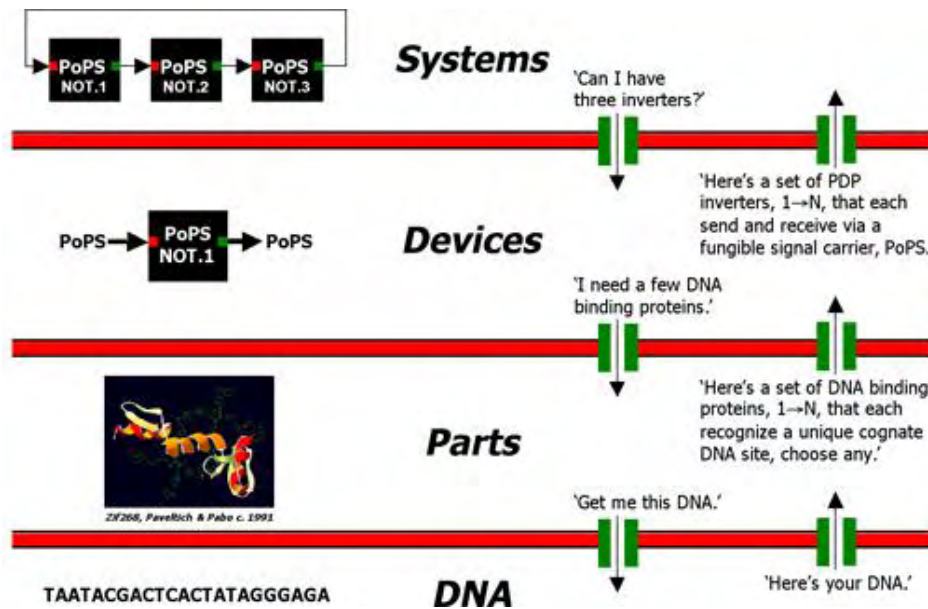 PoPS
NOT.1
PoPS
NOT.2
PoPS
NOT.3
Systems
'Can I have
three inverters?'
'Here's a set of PDP
inverters, 1→N, that each
send and receive via a
fungible signal carrier, PoPS.
PoPS
PoPS
NOT.1
PoPS
Devices
'I need a few DNA
binding proteins.'
'Here's a set of DNA binding
proteins, 1→N, that each
recognize a unique cognate
DNA site, choose any.'
Zif268, Paveltich & Pabo c. 1991
Parts
'Get me this DNA.'
'Here's your DNA.'
TAATACGACTCACTATAGGGAGA
DNA